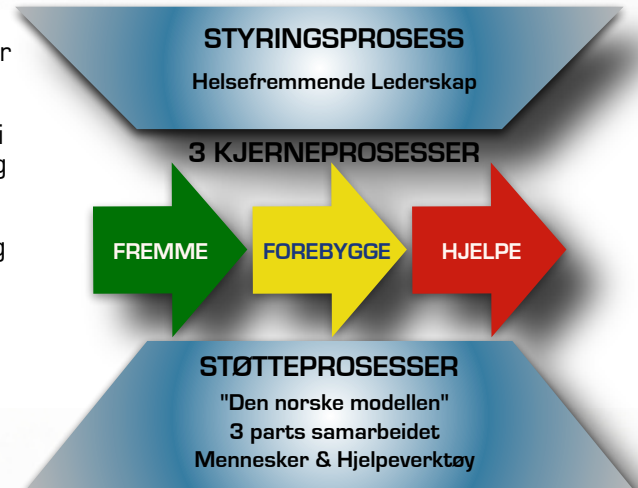 STYRINGSPROSESS
Helsefremmende Lederskap
r
i
g
g
3 KJERNEPROSESSER
FREMME
FOREBYGGE
HJELPE
STØTTEPROSESSER
"Den norske modellen"
3 parts samarbeidet
Mennesker & Hjelpeverktøy